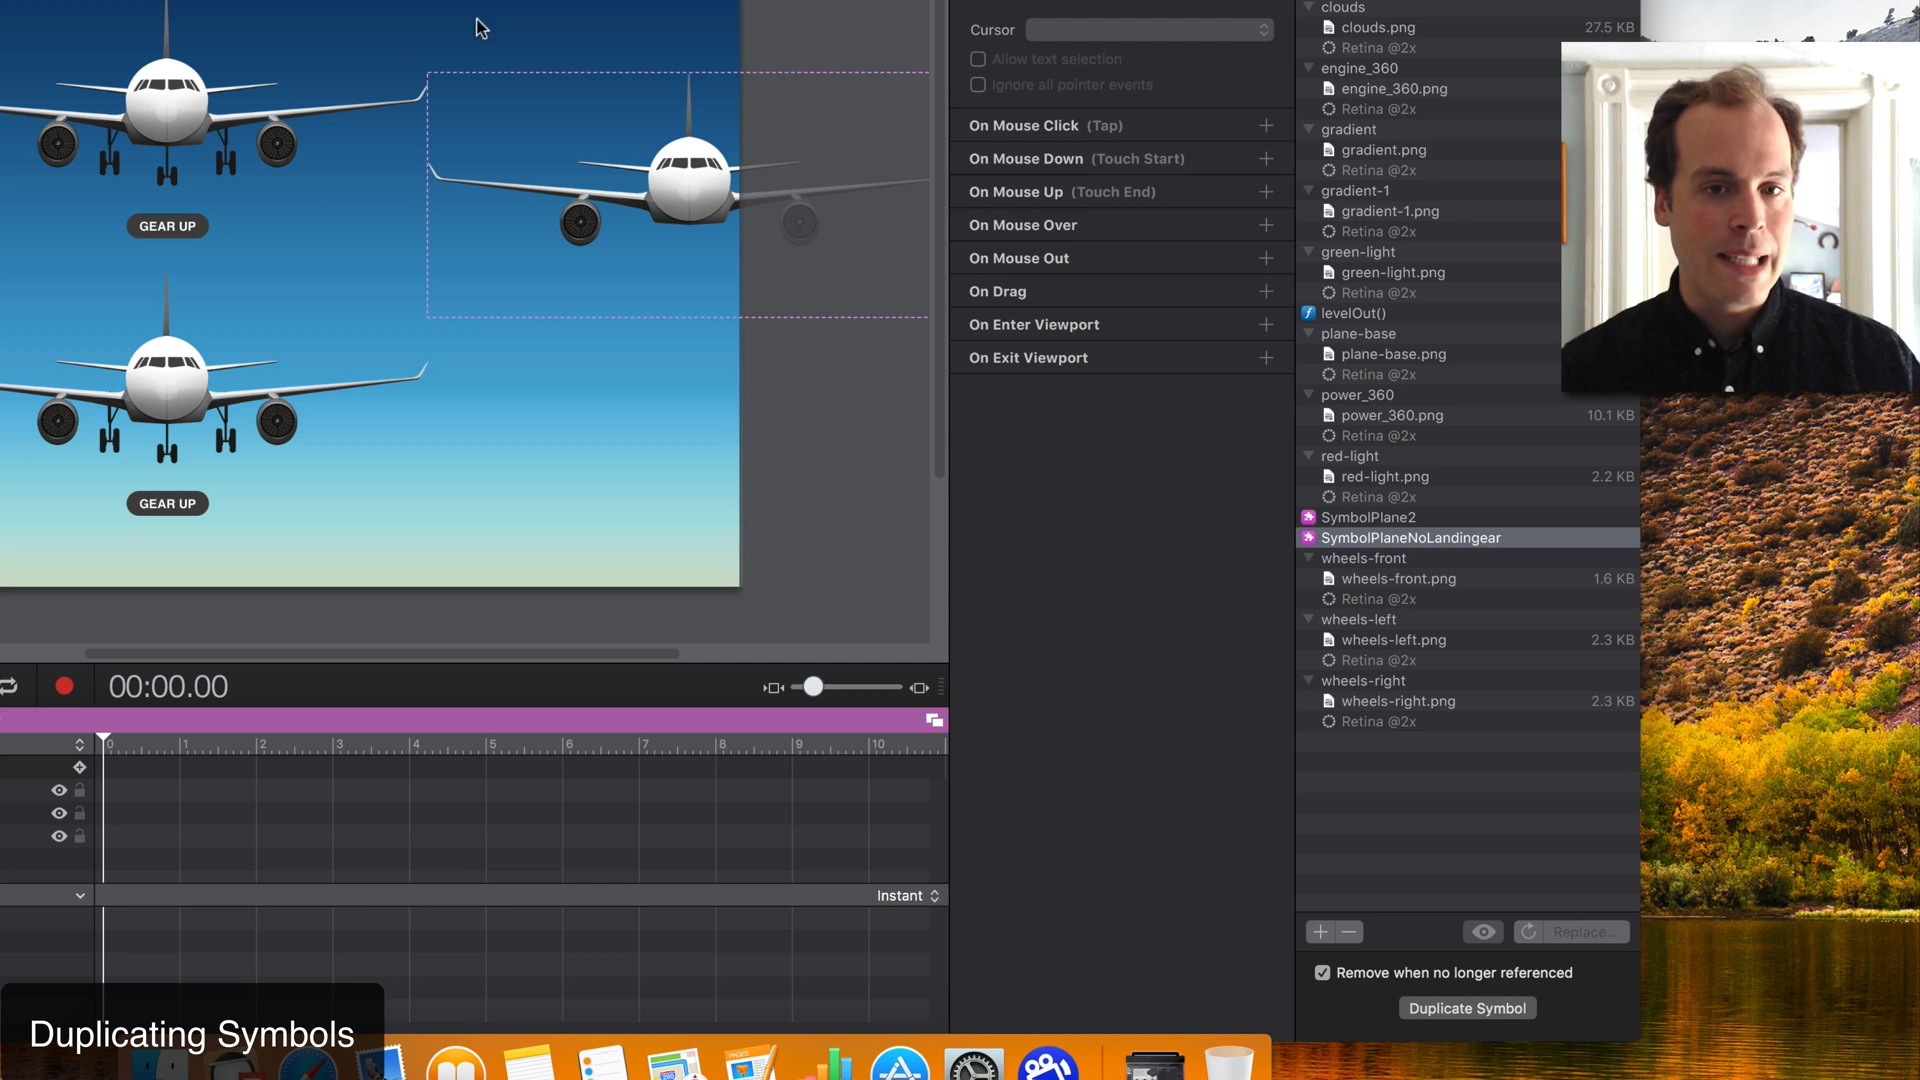 GEAR UP
GEAR UP
Cursor
Allow text selection
Ignore all pointer events
On Mouse Click (Tap)
On Mouse Down (Touch Start)
On Mouse Up (Touch End)
On Mouse Over
On Mouse Out
On Drag
On Enter Viewport
On Exit Viewport
clouds
clouds.png 27.5 KB
Retina @2x
engine_360
engine_360.png
Retina @2x
gradient
gradient.png
Retina @2x
gradient-1
gradient-1.png
Retina @2x
green-light
green-light.png
Retina @2x
levelOut()
plane-base
plane-base.png
Retina @2x
power_360
power_360.png 10.1 KB
Retina @2x
red-light
red-light.png 2.2 KB
Retina @2x
SymbolPlane2
SymbolPlaneNoLandingear
wheels-front
wheels-front.png 1.6 KB
Retina @2x
wheels-left
wheels-left.png 2.3 KB
Retina @2x
wheels-right
wheels-right.png 2.3 KB
Retina @2x
Replace...
Remove when no longer referenced
Duplicate Symbol
00:00.00
0 1 2 3 4 5 6 7 8 9 10
Instant
Duplicating Symbols
PAGES